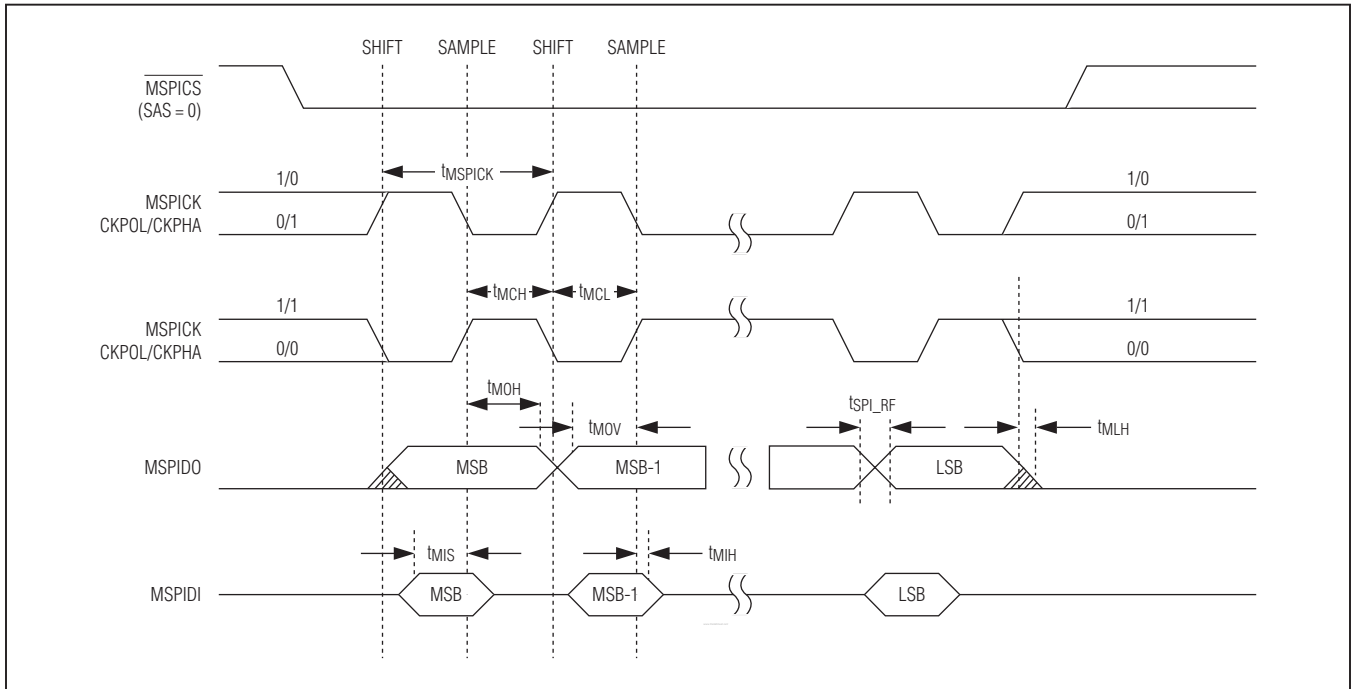 SHIFT SAMPLE SHIFT SAMPLE
MSPICS
(SAS = 0)
tMSPICK
1/0 1/0
MSPICK
CKPOL/CKPHA 0/1 0/1
tMCH tMCL
1/1 1/1
MSPICK
CKPOL/CKPHA 0/0 0/0
tMOH tMOV tSPI_RF tMLH
MSPIDO MSB MSB-1 LSB
tMIS tMIH
MSPIDI MSB MSB-1 LSB